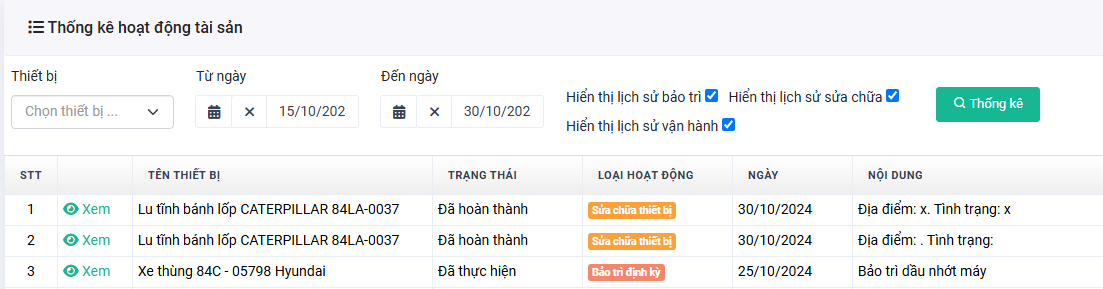 Thống kê hoạt động tài sản
Thiết bị Từ ngày Đến ngày
Chọn thiết bị ... 15/10/202 30/10/202
Hiển thị lịch sử bảo trì Hiển thị lịch sử sửa chữa Thống kê
Hiển thị lịch sử vận hành
STT TÊN THIẾT BỊ TRẠNG THÁI LOẠI HOẠT ĐỘNG NGÀY NỘI DUNG
1 Xem Lu tĩnh bánh lốp CATERPILLAR 84LA-0037 Đã hoàn thành Sửa chữa thiết bị 30/10/2024 Địa điểm: x. Tình trạng: x
2 Xem Lu tĩnh bánh lốp CATERPILLAR 84LA-0037 Đã hoàn thành Sửa chữa thiết bị 30/10/2024 Địa điểm: . Tình trạng:
3 Xem Xe thùng 84C - 05798 Hyundai Đã thực hiện Bảo trì định kỳ 25/10/2024 Bảo trì dầu nhớt máy